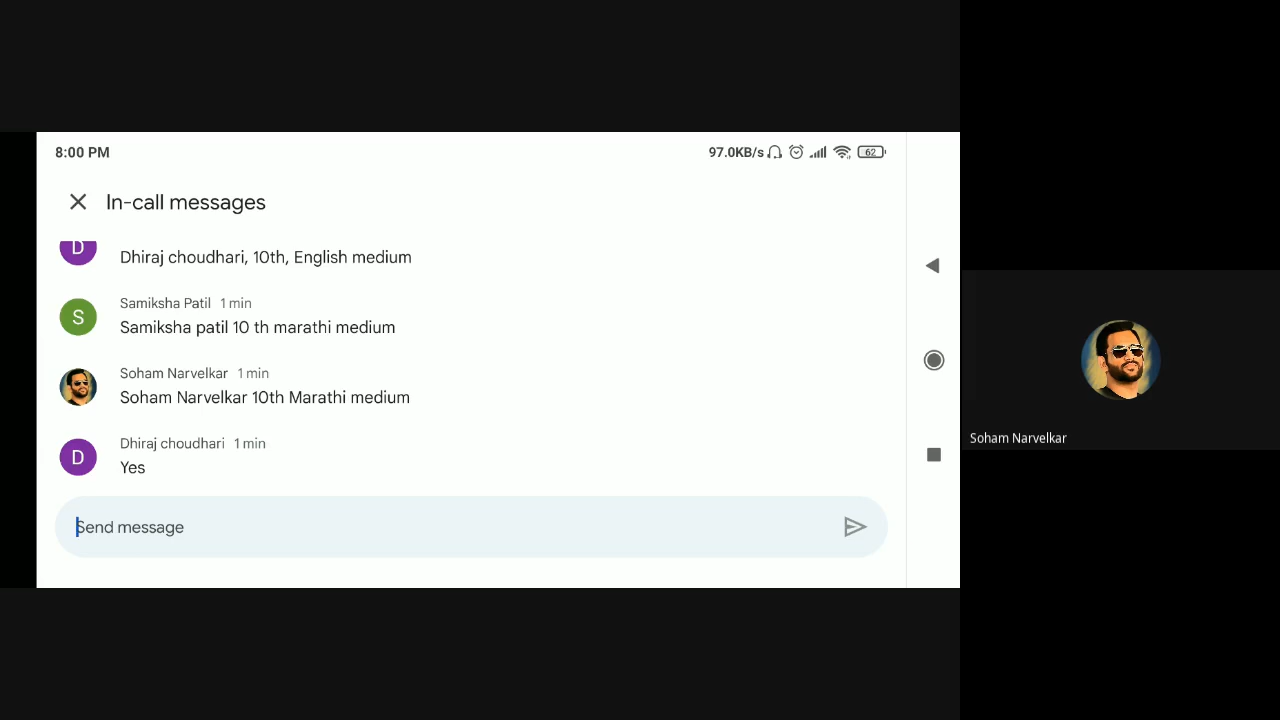 8:00 PM
97.0KB/s
62
In-call messages
D
Dhiraj choudhari, 10th, English medium
Samiksha Patil 1 min
S
Samiksha patil 10 th marathi medium
Soham Narvelkar 1 min
Soham Narvelkar 10th Marathi medium
Dhiraj choudhari 1 min
D
Yes
Send message
Soham Narvelkar